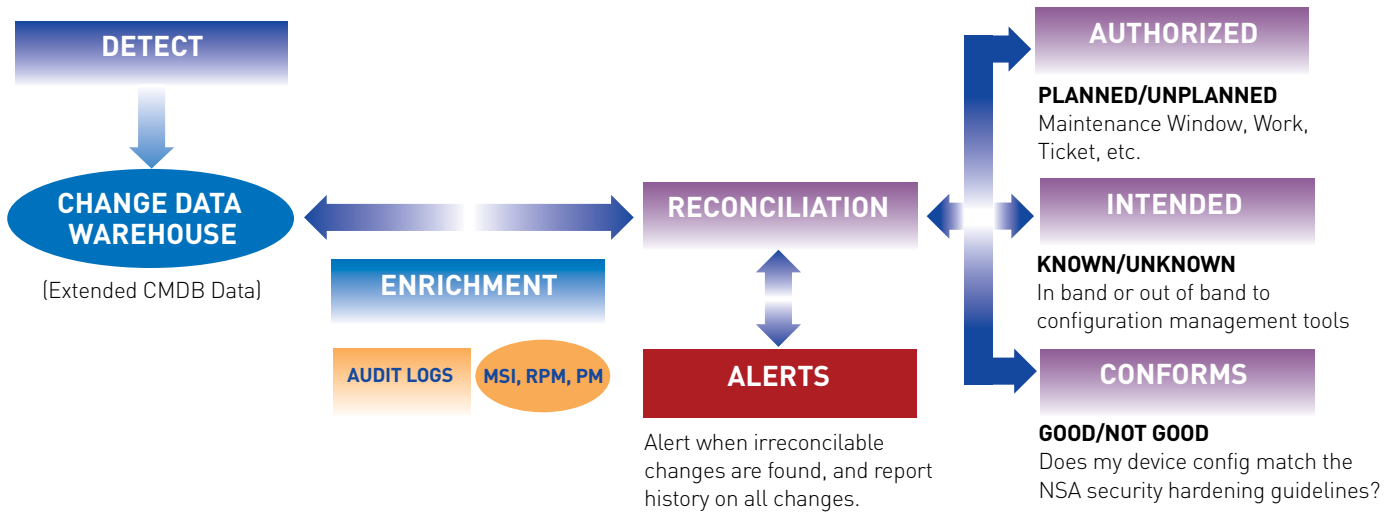 DETECT
CHANGE DATA
WAREHOUSE
(Extended CMDB Data)
ENRICHMENT
AUDIT LOGS
MSI, RPM, PM
RECONCILIATION
ALERTS
Alert when irreconcilable
changes are found, and report
history on all changes.
AUTHORIZED
PLANNED/UNPLANNED
Maintenance Window, Work,
Ticket, etc.
INTENDED
KNOWN/UNKNOWN
In band or out of band to
configuration management tools
CONFORMS
GOOD/NOT GOOD
Does my device config match the
NSA security hardening guidelines?